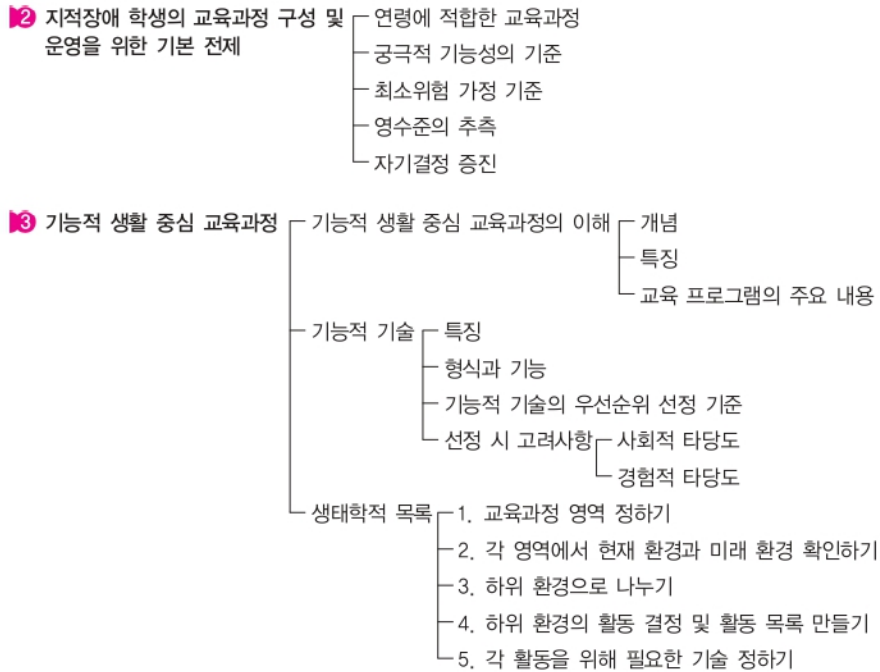 2 지적장애 학생의 교육과정 구성 및 운영을 위한 기본 전제
연령에 적합한 교육과정
궁극적 기능성의 기준
최소위험 가정 기준
영수준의 추측
자기결정 증진
3 기능적 생활 중심 교육과정
기능적 생활 중심 교육과정의 이해
개념
특징
교육 프로그램의 주요 내용
기능적 기술
특징
형식과 기능
기능적 기술의 우선순위 선정 기준
선정 시 고려사항
사회적 타당도
경험적 타당도
생태학적 목록
1. 교육과정 영역 정하기
2. 각 영역에서 현재 환경과 미래 환경 확인하기
3. 하위 환경으로 나누기
4. 하위 환경의 활동 결정 및 활동 목록 만들기
5. 각 활동을 위해 필요한 기술 정하기